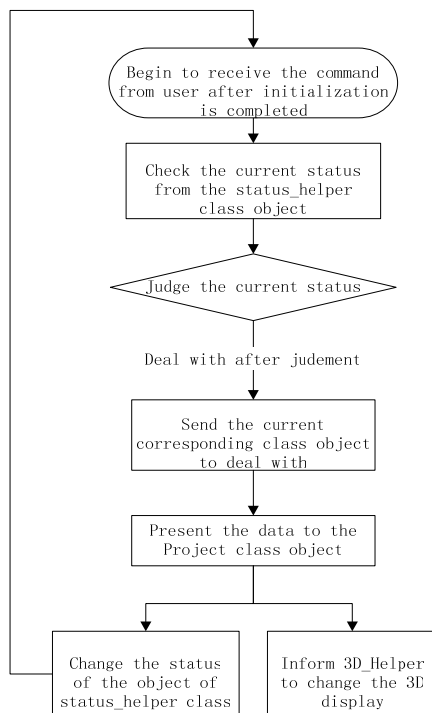 Begin to receive the command
from user after initialization
is completed
Check the current status
from the status_helper
class object
Judge the current status
Deal with after judement
Send the current
corresponding class object
to deal with
Present the data to the
Project class object
Change the status
of the object of
status_helper class
Inform 3D_Helper
to change the 3D
display